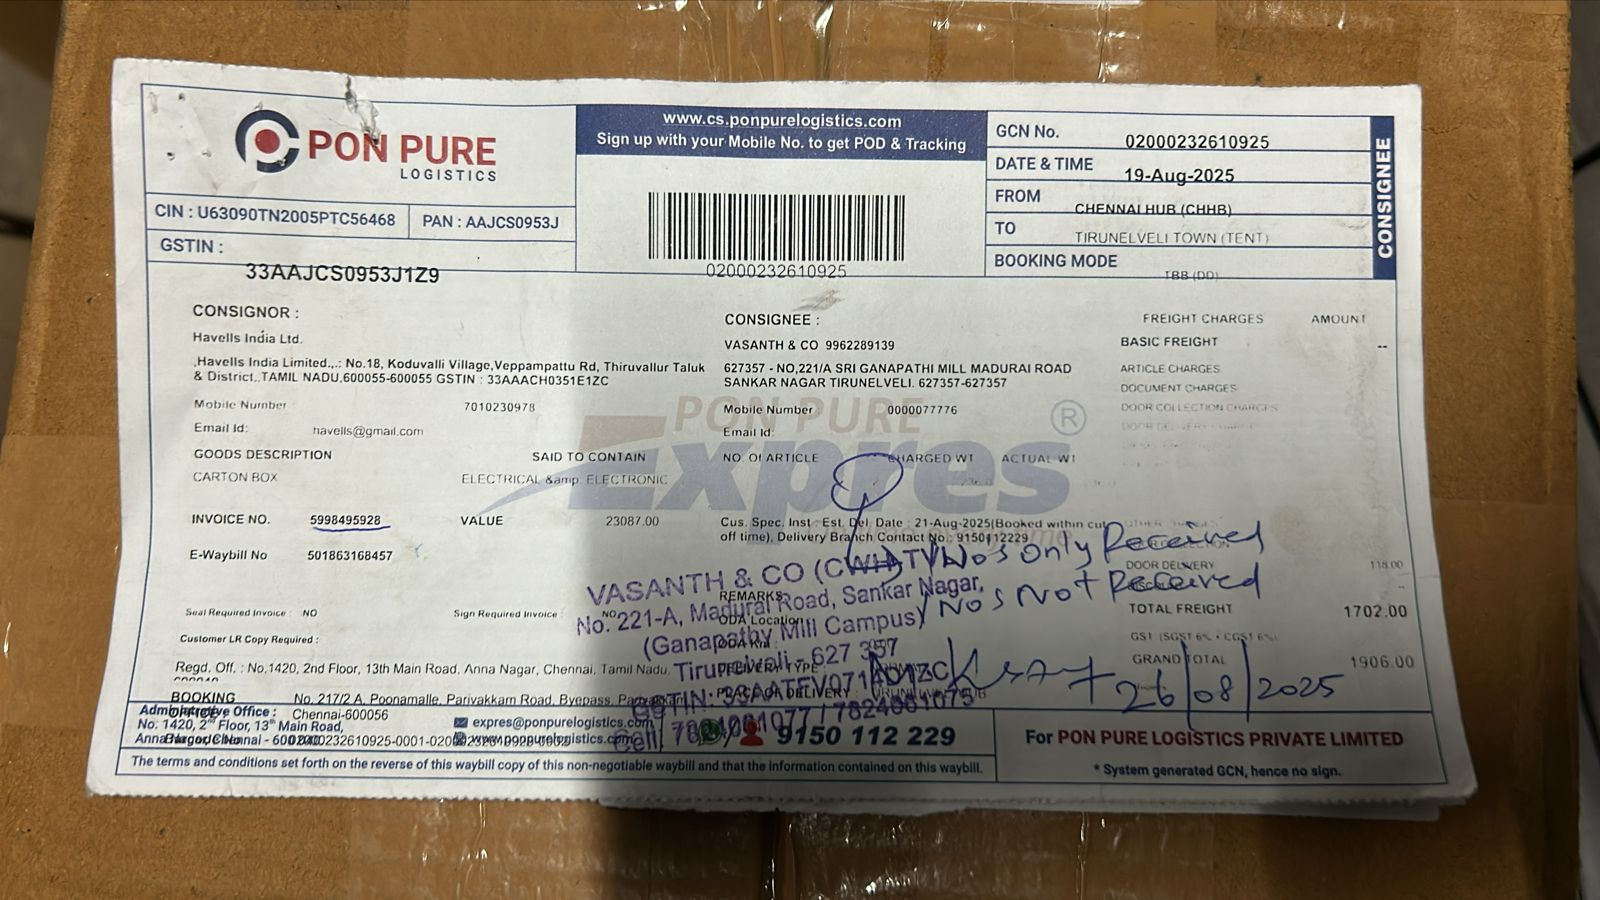 PON PURE
LOGISTICS
CIN : U63090TN2005PTC56468
PAN : AAJCS0953J
GSTIN :
33AAJCS0953J1Z9
www.cs.ponpurelogistics.com
Sign up with your Mobile No. to get POD & Tracking
02000232610925
GCN No. 02000232610925
DATE & TIME 19-Aug-2025
FROM CHENNAI HUB (CHHB)
TO TIRUNELVELI TOWN (TENT)
BOOKING MODE TBB (DD)
CONSIGNEE
CONSIGNOR :
Havells India Ltd.
,Havells India Limited.,.: No.18, Koduvalli Village,Veppampattu Rd, Thiruvallur Taluk
& District,.TAMIL NADU,600055-600055 GSTIN : 33AAACH0351E1ZC
Mobile Number : 7010230978
Email Id: havells@gmail.com
GOODS DESCRIPTION SAID TO CONTAIN
CARTON BOX ELECTRICAL &amp; ELECTRONIC
INVOICE NO. 5998495928 VALUE 23087.00
E-Waybill No 501863168457
Seal Required Invoice : NO Sign Required Invoice : NO
Customer LR Copy Required :
CONSIGNEE :
VASANTH & CO 9962289139
627357 - NO,221/A SRI GANAPATHI MILL MADURAI ROAD
SANKAR NAGAR TIRUNELVELI. 627357-627357
Mobile Number : 0000077776
Email Id:
NO. Of ARTICLE CHARGED WT ACTUAL WT
PON PURE
Expres
®
Cus. Spec. Inst : Est. Del. Date : 21-Aug-2025(Booked within cut
off time), Delivery Branch Contact No : 9150112229
REMARKS
ODA Location
FREIGHT CHARGES AMOUNT
BASIC FREIGHT --
ARTICLE CHARGES
DOCUMENT CHARGES
DOOR COLLECTION CHARGES
DOOR DELIVERY 118.00
TOTAL FREIGHT 1702.00
GST (SGST 6% + CGST 6%)
GRAND TOTAL 1906.00
Nos only Received
Nos Not Received
26/08/2025
VASANTH & CO (CWH TV
No. 221-A, Madurai Road, Sankar Nagar,
(Ganapathy Mill Campus)
Tirunelveli - 627 357
Cell 7824061077 / 7824061075
Regd. Off. : No.1420, 2nd Floor, 13th Main Road, Anna Nagar, Chennai, Tamil Nadu,
BOOKING No. 217/2 A, Poonamalle, Parivakkam Road, Byepass,
Chennai-600056
Administrative Office :
No. 1420, 2nd Floor, 13th Main Road,
expres@ponpurelogistics.com
www.ponpurelogistics.com
9150 112 229
The terms and conditions set forth on the reverse of this waybill copy of this non-negotiable waybill and that the information contained on this waybill.
For PON PURE LOGISTICS PRIVATE LIMITED
* System generated GCN, hence no sign.